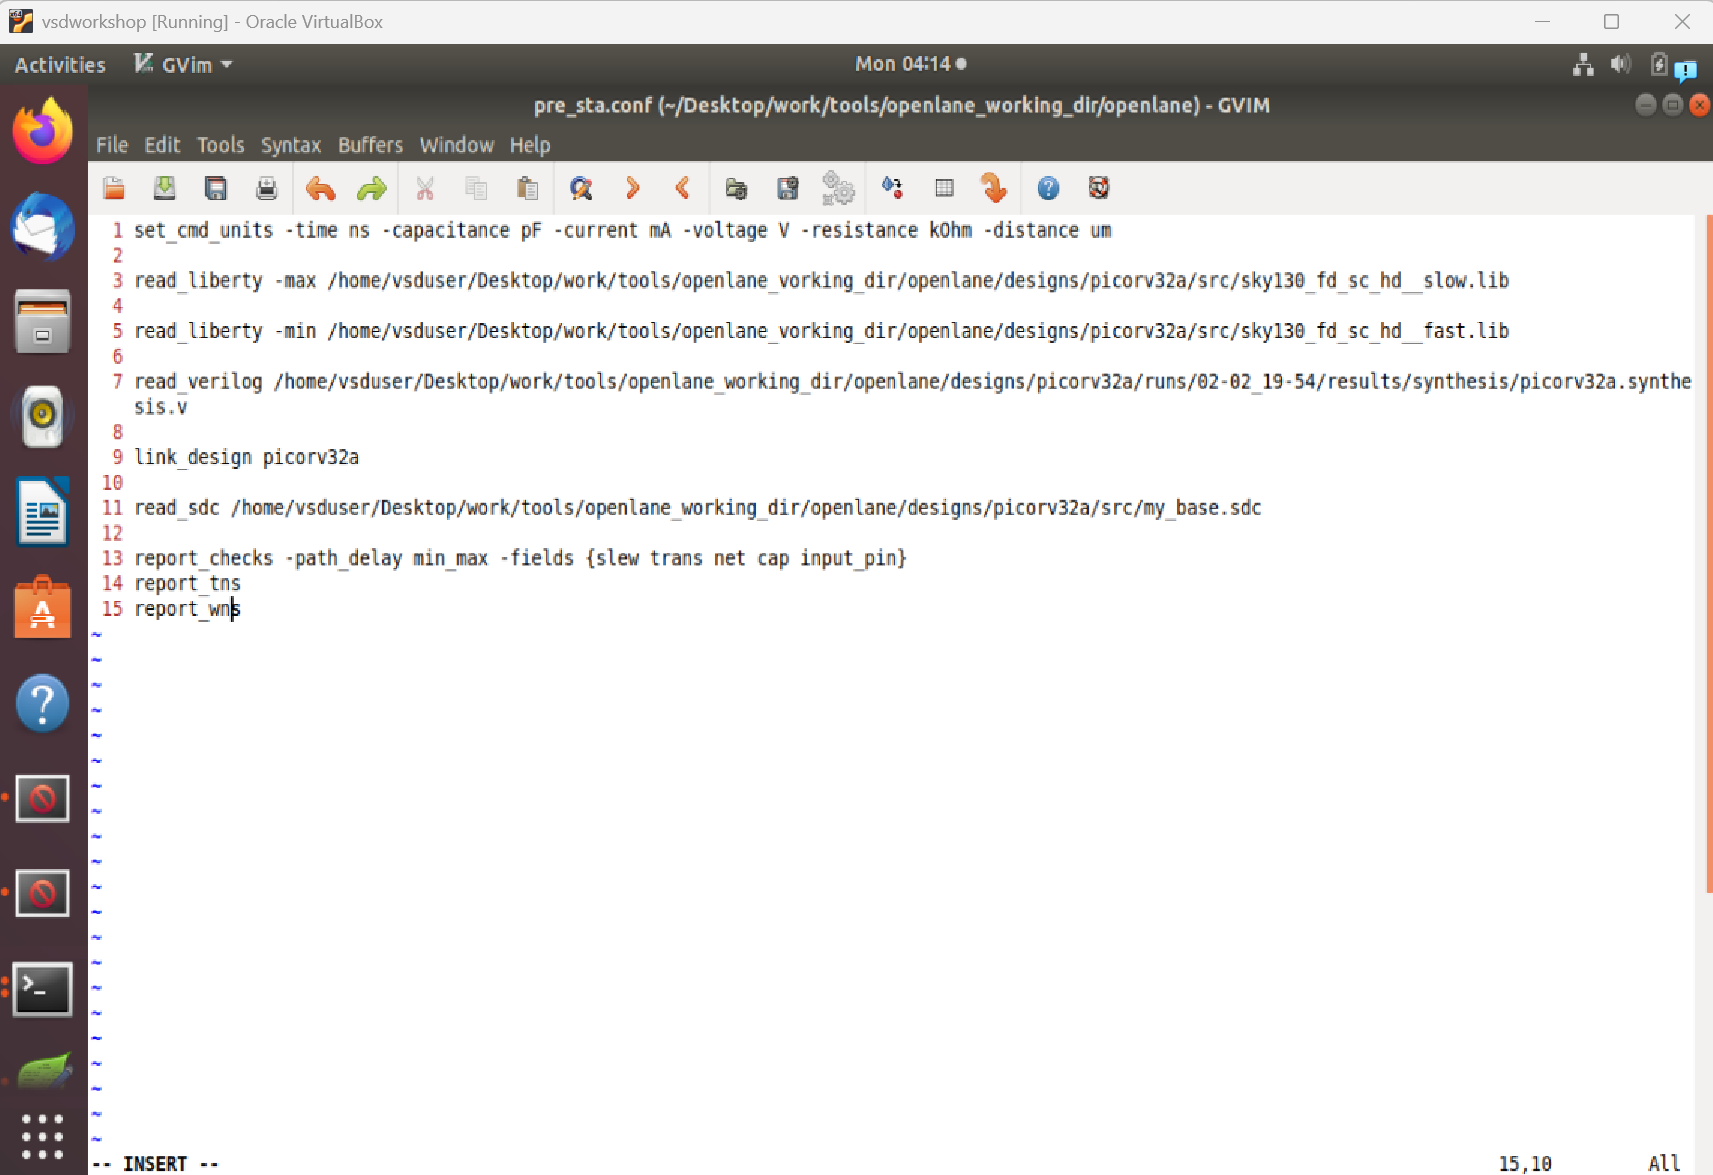 vsdworkshop [Running] - Oracle VirtualBox
Activities GVim Mon 04:14
pre_sta.conf (~/Desktop/work/tools/openlane_working_dir/openlane) - GVIM
File Edit Tools Syntax Buffers Window Help
1 set_cmd_units -time ns -capacitance pF -current mA -voltage V -resistance kOhm -distance um
2
3 read_liberty -max /home/vsduser/Desktop/work/tools/openlane_vorking_dir/openlane/designs/picorv32a/src/sky130_fd_sc_hd__slow.lib
4
5 read_liberty -min /home/vsduser/Desktop/work/tools/openlane_vorking_dir/openlane/designs/picorv32a/src/sky130_fd_sc_hd__fast.lib
6
7 read_verilog /home/vsduser/Desktop/work/tools/openlane_working_dir/openlane/designs/picorv32a/runs/02-02_19-54/results/synthesis/picorv32a.synthe
sis.v
8
9 link_design picorv32a
10
11 read_sdc /home/vsduser/Desktop/work/tools/openlane_working_dir/openlane/designs/picorv32a/src/my_base.sdc
12
13 report_checks -path_delay min_max -fields {slew trans net cap input_pin}
14 report_tns
15 report_wns
-- INSERT -- 15,10 All